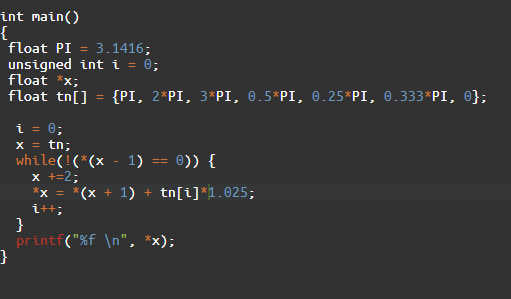 int main()
{
float PI = 3.1416;
unsigned int i = 0;
float *x;
float tn[] = {PI, 2*PI, 3*PI, 0.5*PI, 0.25*PI, 0.333*PI, 0};
i = 0;
x = tn;
while(!(*(x - 1) == 0)) {
x +=2;
*x = *(x + 1) + tn[i]*1.025;
i++;
}
printf("%f \n", *x);
}